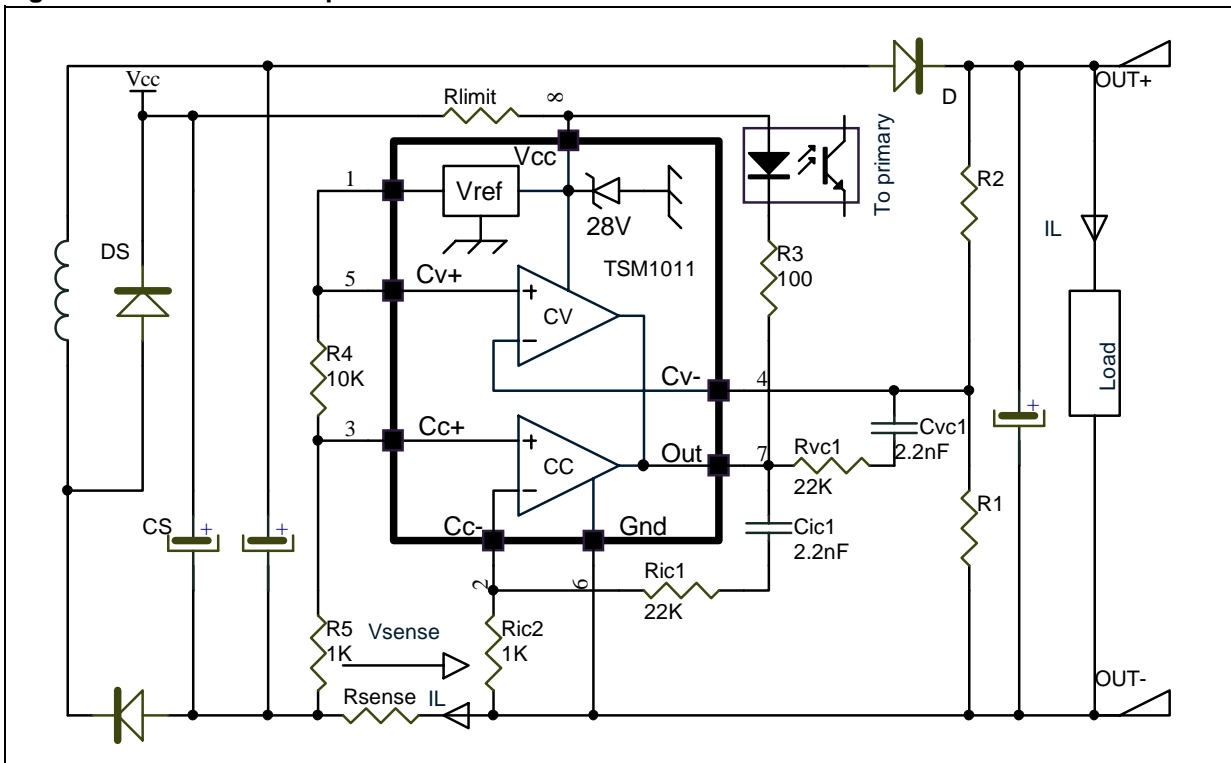 Vcc
Rlimit
8
D
OUT+
Vcc
1
Vref
28V
To primary
R2
IL
DS
TSM1011
R3
100
5
Cv+
+
CV
-
R4
10K
Cv-
4
Load
+
3
Cc+
+
CC
-
Out
7
Rvc1
22K
Cvc1
2.2nF
R1
CS
+
+
Cc-
Gnd
Cic1
2.2nF
2
6
Ric1
22K
R5
1K
Vsense
Ric2
1K
Rsense
IL
OUT-